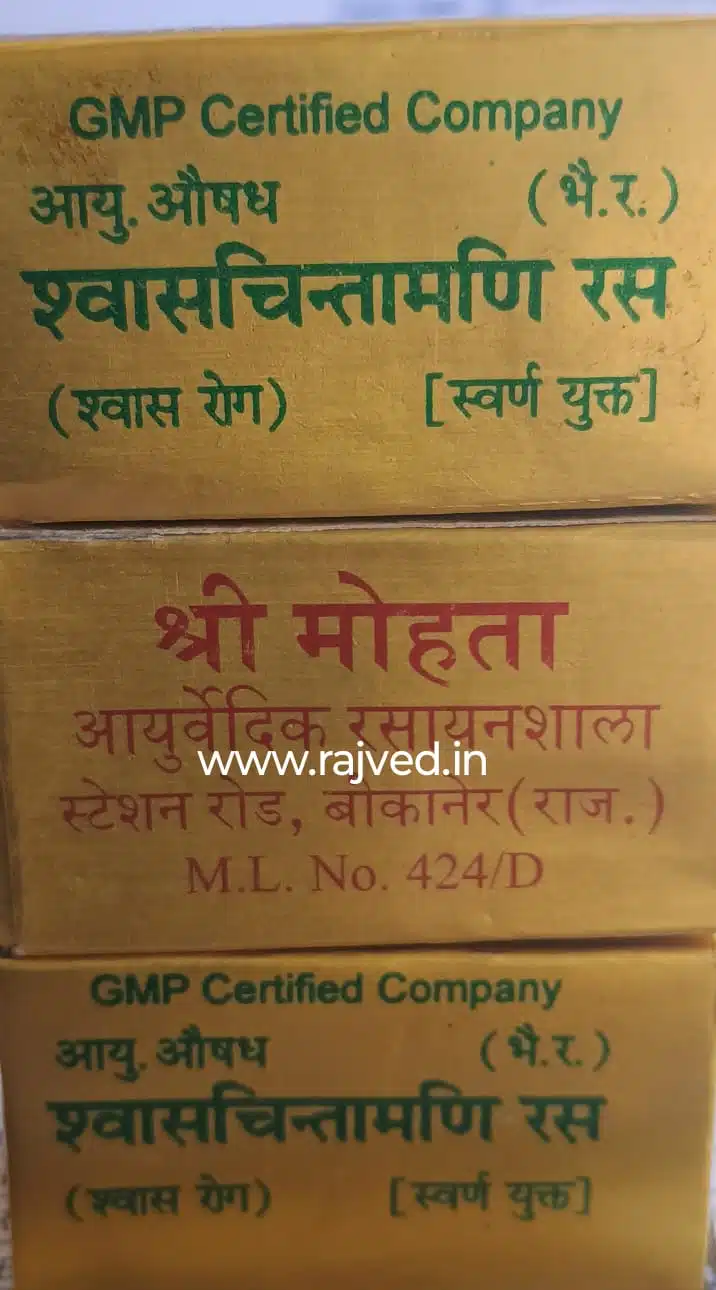 GMP Certified Company
आयु. औषध (भै.र.)
श्वासचिन्तामणि रस
(श्वास रोग) [स्वर्ण युक्त]
श्री मोहता
आयुर्वेदिक रसायनशाला
www.rajved.in
स्टेशन रोड, बीकानेर(राज.)
M.L. No. 424/D
GMP Certified Company
आयु. औषध (भै.र.)
श्वासचिन्तामणि रस
(श्वास रोग) [स्वर्ण युक्त]